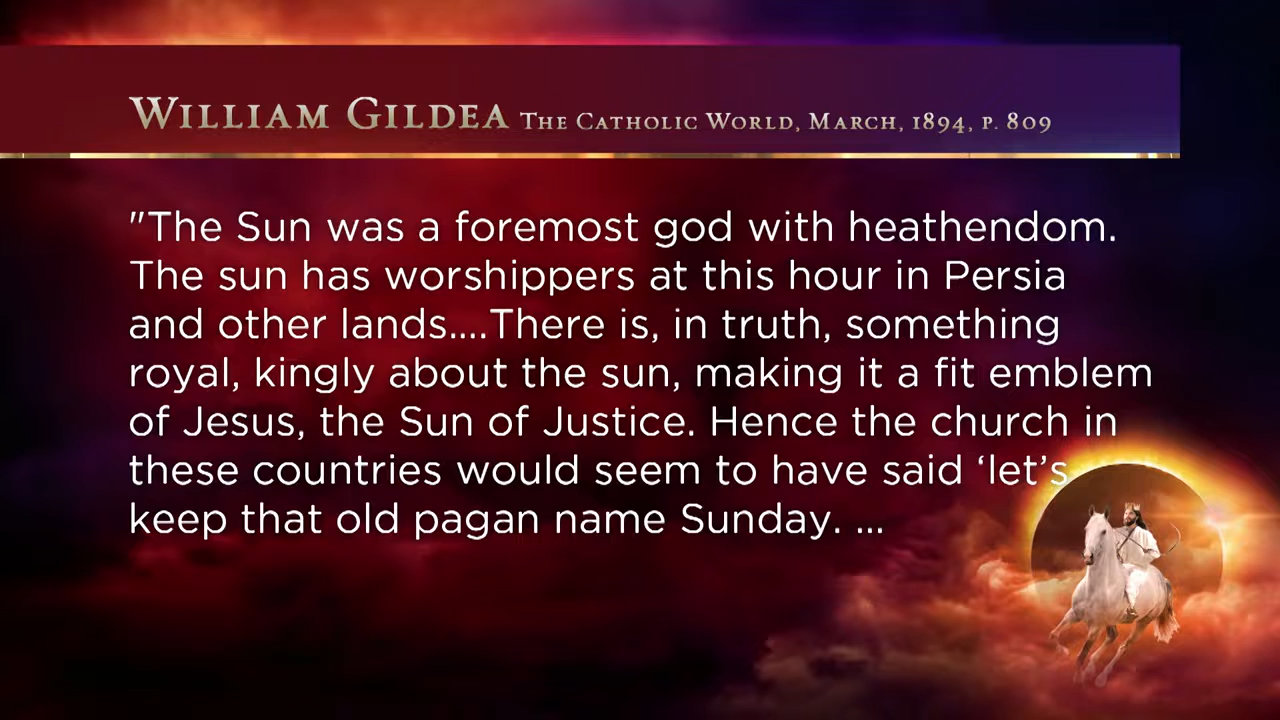 WILLIAM GILDEA THE CATHOLIC WORLD, MARCH, 1894, P. 809
"The Sun was a foremost god with heathendom.
The sun has worshippers at this hour in Persia
and other lands....There is, in truth, something
royal, kingly about the sun, making it a fit emblem
of Jesus, the Sun of Justice. Hence the church in
these countries would seem to have said ‘let’s
keep that old pagan name Sunday. ...